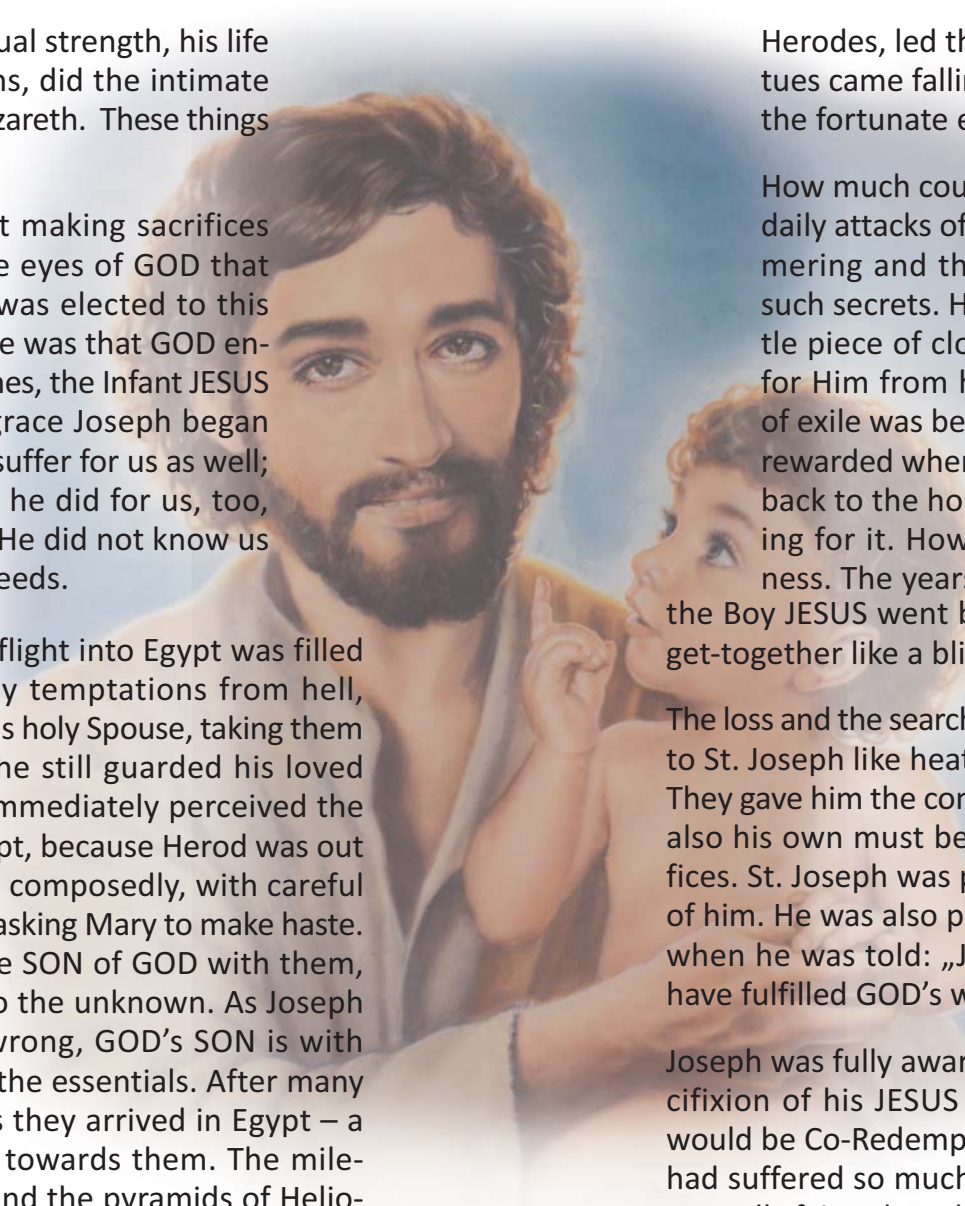 ual strength, his life
ns, did the intimate
zareth. These things
t making sacrifices
e eyes of GOD that
was elected to this
e was that GOD en-
nes, the Infant JESUS
grace Joseph began
suffer for us as well;
he did for us, too,
He did not know us
eeds.
flight into Egypt was filled
y temptations from hell,
s holy Spouse, taking them
he still guarded his loved
mmediately perceived the
pt, because Herod was out
composedly, with careful
asking Mary to make haste.
e SON of GOD with them,
o the unknown. As Joseph
wrong, GOD’s SON is with
the essentials. After many
s they arrived in Egypt – a
towards them. The mile-
nd the pyramids of Helio-
Herodes, led th
tues came fallin
the fortunate e
How much cou
daily attacks of
mering and th
such secrets. H
tle piece of clo
for Him from h
of exile was be
rewarded when
back to the ho
ing for it. How
ness. The years
the Boy JESUS went b
get-together like a bli
The loss and the search
to St. Joseph like heat
They gave him the con
also his own must be
fices. St. Joseph was p
of him. He was also p
when he was told: „J
have fulfilled GOD’s w
Joseph was fully awar
cifixion of his JESUS
would be Co-Redemp
had suffered so much